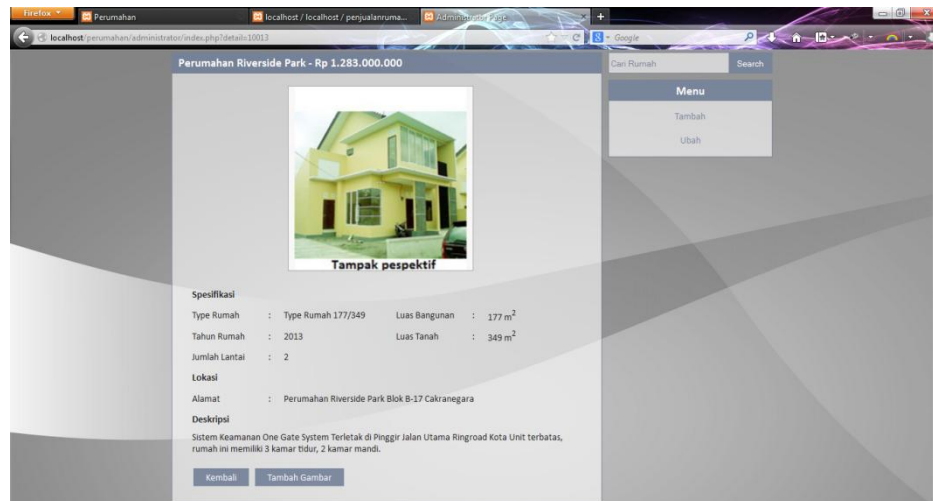 Firefox
Perumahan
localhost / localhost / penjualanruma...
Administrator Page
localhost/perumahan/administrator/index.php?detail=10013
Google
Perumahan Riverside Park - Rp 1.283.000.000
Cari Rumah
Search
Menu
Tambah
Ubah
Tampak pespektif
Spesifikasi
Type Rumah : Type Rumah 177/349 Luas Bangunan : 177 m²
Tahun Rumah : 2013 Luas Tanah : 349 m²
Jumlah Lantai : 2
Lokasi
Alamat : Perumahan Riverside Park Blok B-17 Cakranegara
Deskripsi
Sistem Keamanan One Gate System Terletak di Pinggir Jalan Utama Ringroad Kota Unit terbatas,
rumah ini memiliki 3 kamar tidur, 2 kamar mandi.
Kembali
Tambah Gambar